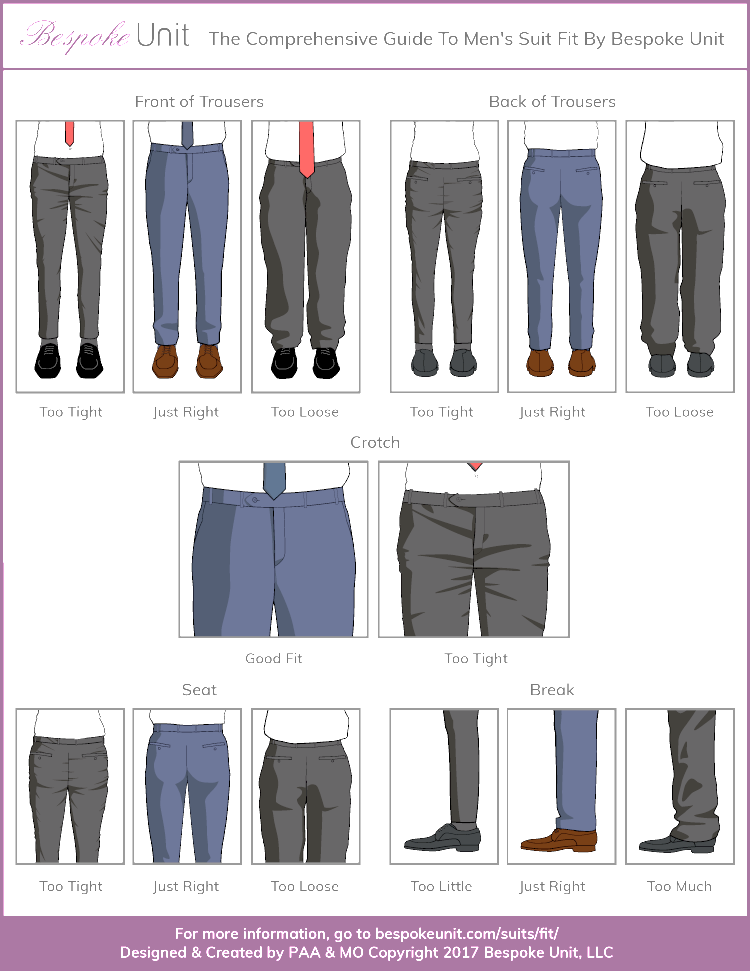 Bespoke Unit The Comprehensive Guide To Men's Suit Fit By Bespoke Unit
Front of Trousers
Too Tight Just Right Too Loose
Back of Trousers
Too Tight Just Right Too Loose
Crotch
Good Fit Too Tight
Seat
Too Tight Just Right Too Loose
Break
Too Little Just Right Too Much
For more information, go to bespokeunit.com/suits/fit/
Designed & Created by PAA & MO Copyright 2017 Bespoke Unit, LLC